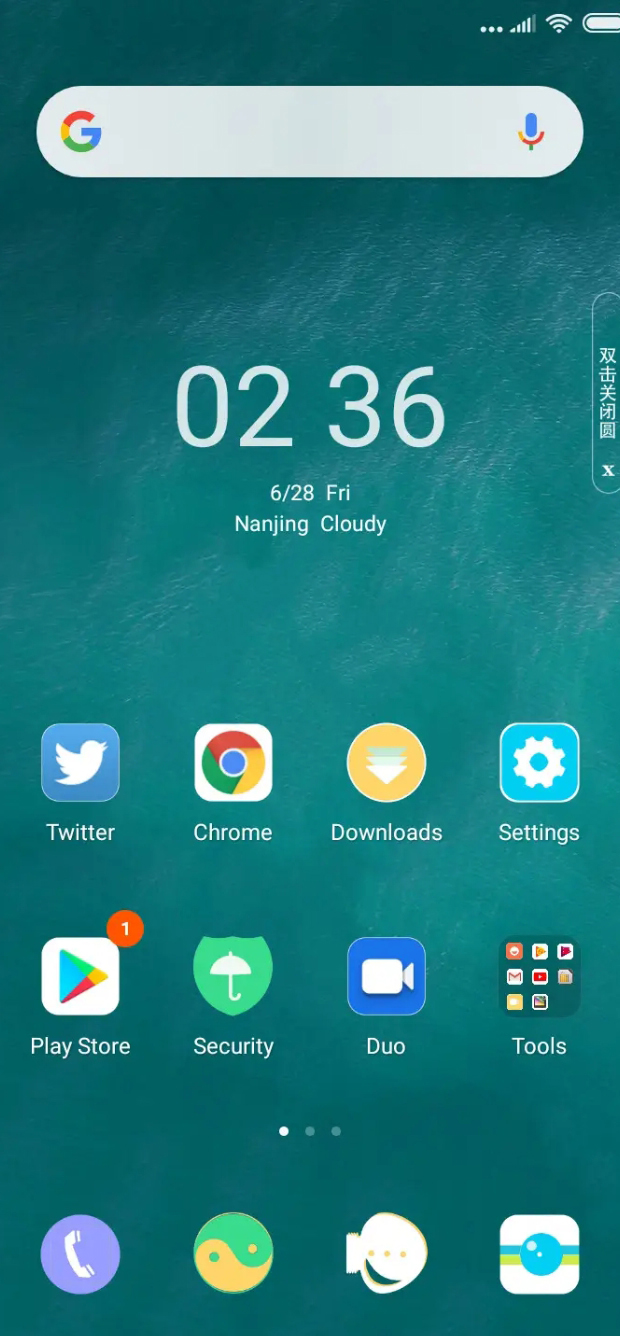 02 36
6/28 Fri
Nanjing Cloudy
双击关闭圆
x
Twitter
Chrome
Downloads
Settings
1
Play Store
Security
Duo
Tools